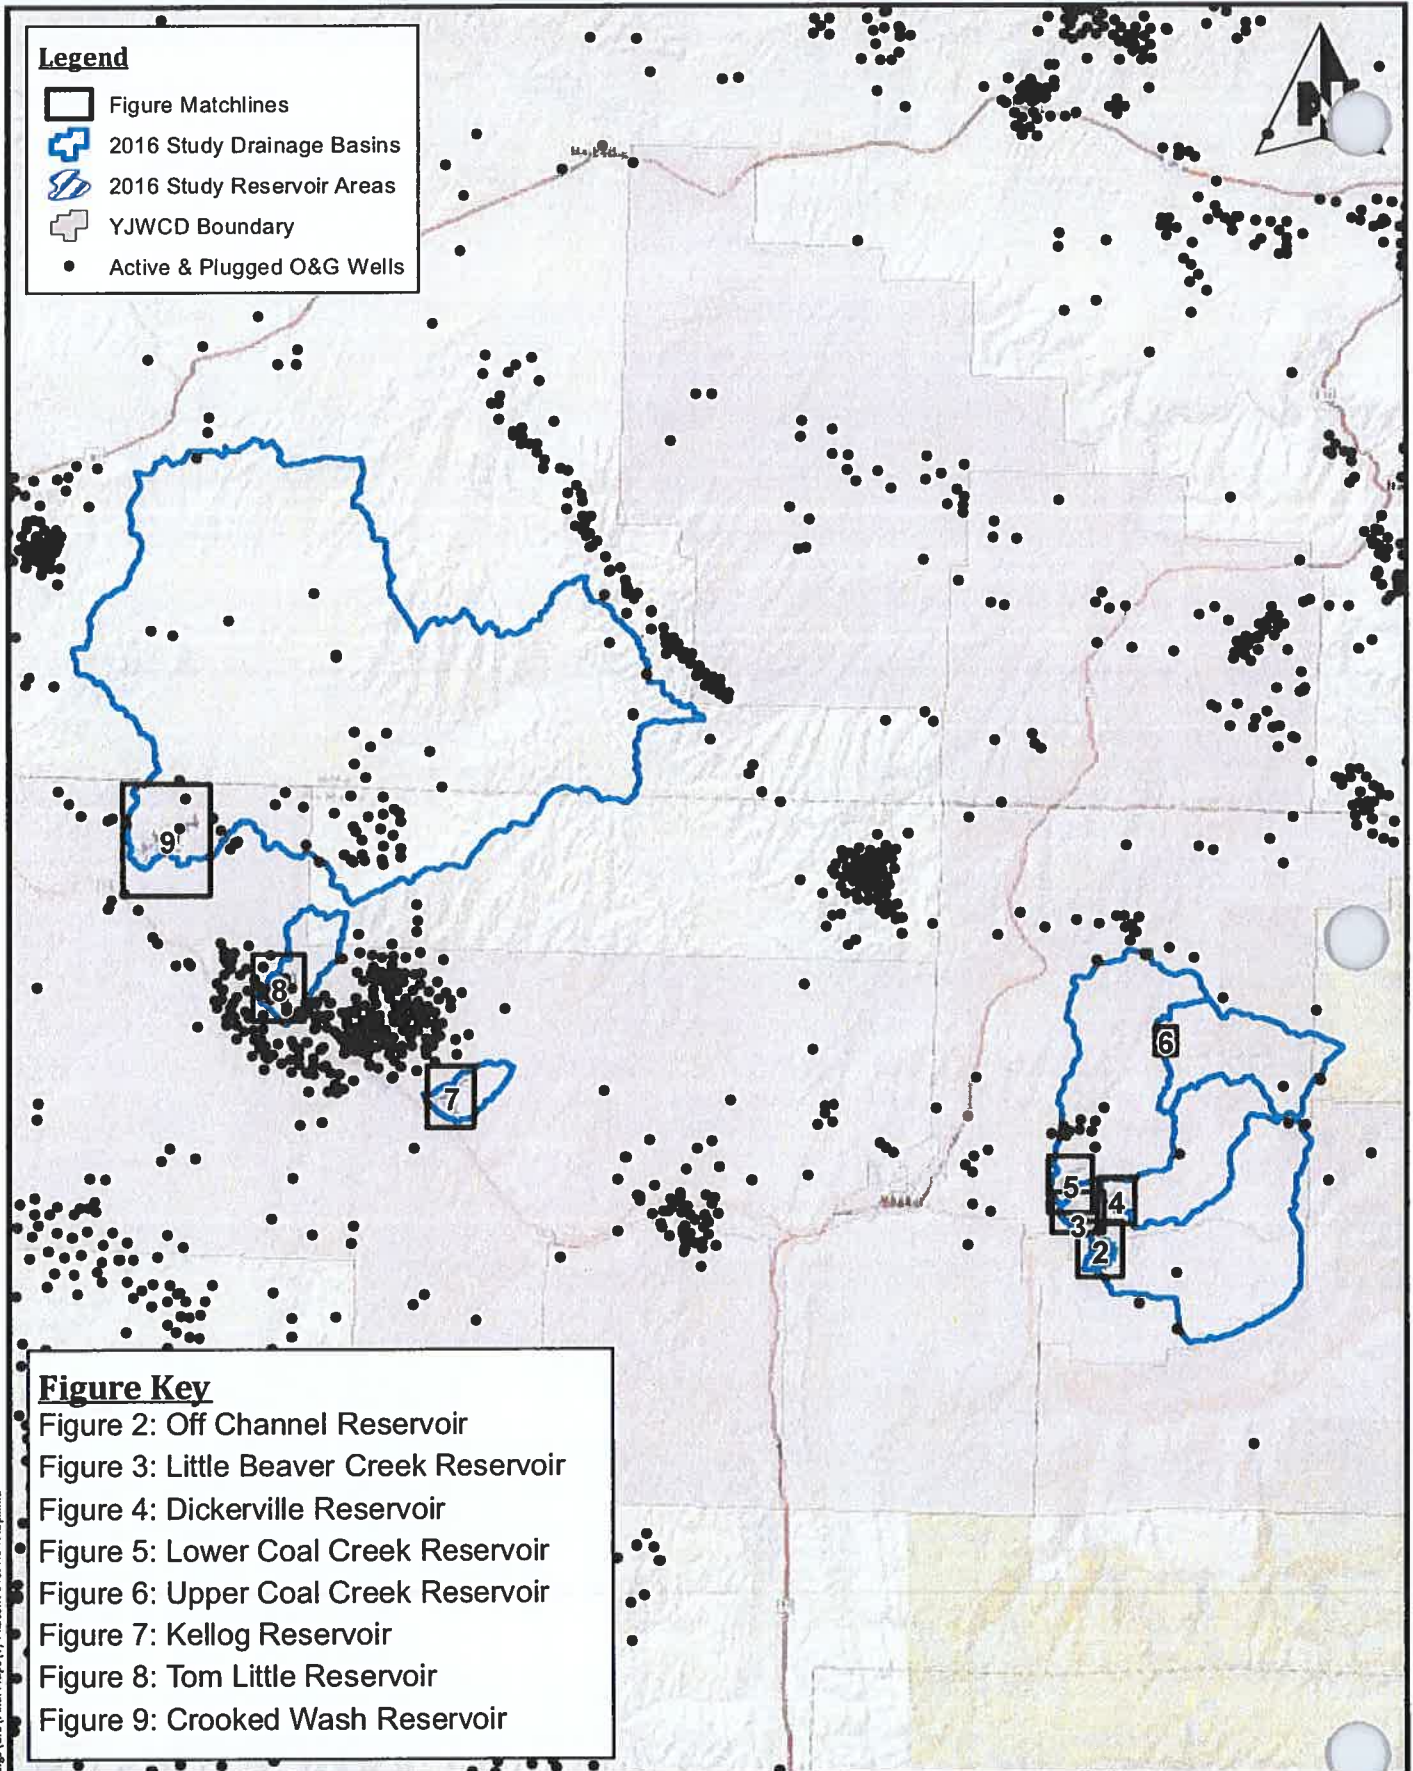 Legend
Figure Matchlines
2016 Study Drainage Basins
2016 Study Reservoir Areas
YJWCD Boundary
Active & Plugged O&G Wells
9
8
7
6
5
4
3
2
Figure Key
Figure 2: Off Channel Reservoir
Figure 3: Little Beaver Creek Reservoir
Figure 4: Dickerville Reservoir
Figure 5: Lower Coal Creek Reservoir
Figure 6: Upper Coal Creek Reservoir
Figure 7: Kellog Reservoir
Figure 8: Tom Little Reservoir
Figure 9: Crooked Wash Reservoir